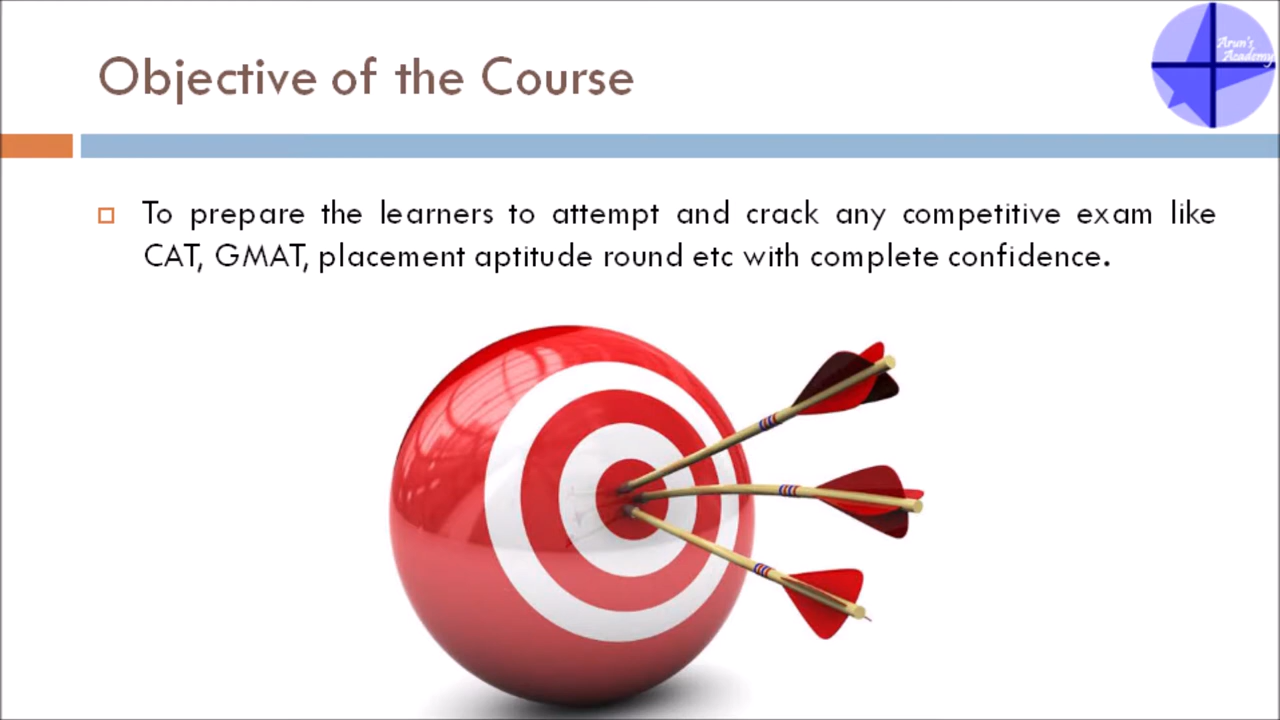 Arun's
Academy
Objective of the Course
To prepare the learners to attempt and crack any competitive exam like
CAT, GMAT, placement aptitude round etc with complete confidence.